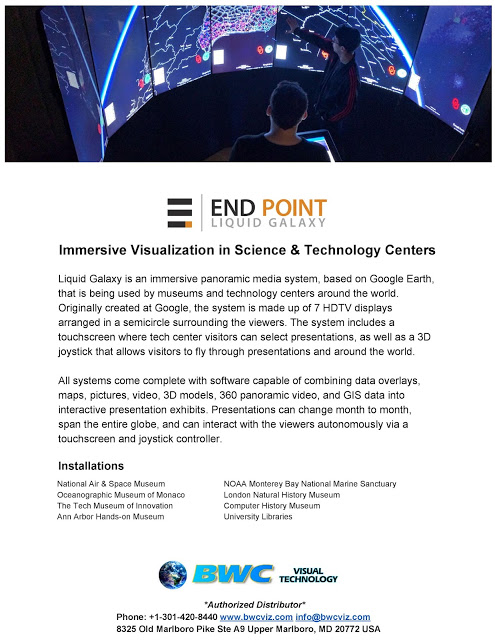 END POINT
LIQUID GALAXY
Immersive Visualization in Science & Technology Centers
Liquid Galaxy is an immersive panoramic media system, based on Google Earth,
that is being used by museums and technology centers around the world.
Originally created at Google, the system is made up of 7 HDTV displays
arranged in a semicircle surrounding the viewers. The system includes a
touchscreen where tech center visitors can select presentations, as well as a 3D
joystick that allows visitors to fly through presentations and around the world.
All systems come complete with software capable of combining data overlays,
maps, pictures, video, 3D models, 360 panoramic video, and GIS data into
interactive presentation exhibits. Presentations can change month to month,
span the entire globe, and can interact with the viewers autonomously via a
touchscreen and joystick controller.
Installations
National Air & Space Museum
Oceanographic Museum of Monaco
The Tech Museum of Innovation
Ann Arbor Hands-on Museum
NOAA Monterey Bay National Marine Sanctuary
London Natural History Museum
Computer History Museum
University Libraries
BWC VISUAL
TECHNOLOGY
*Authorized Distributor*
Phone: +1-301-420-8440 www.bwcviz.com info@bwcviz.com
8325 Old Marlboro Pike Ste A9 Upper Marlboro, MD 20772 USA